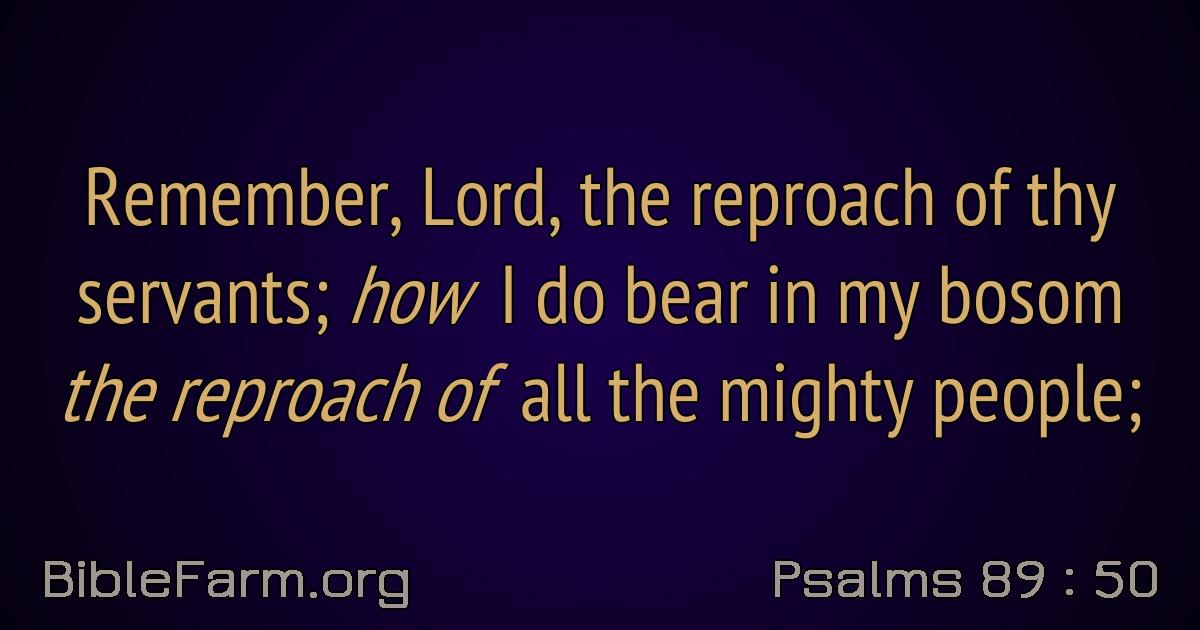 Remember, Lord, the reproach of thy
servants; how I do bear in my bosom
the reproach of all the mighty people;
BibleFarm.org
Psalms 89 : 50